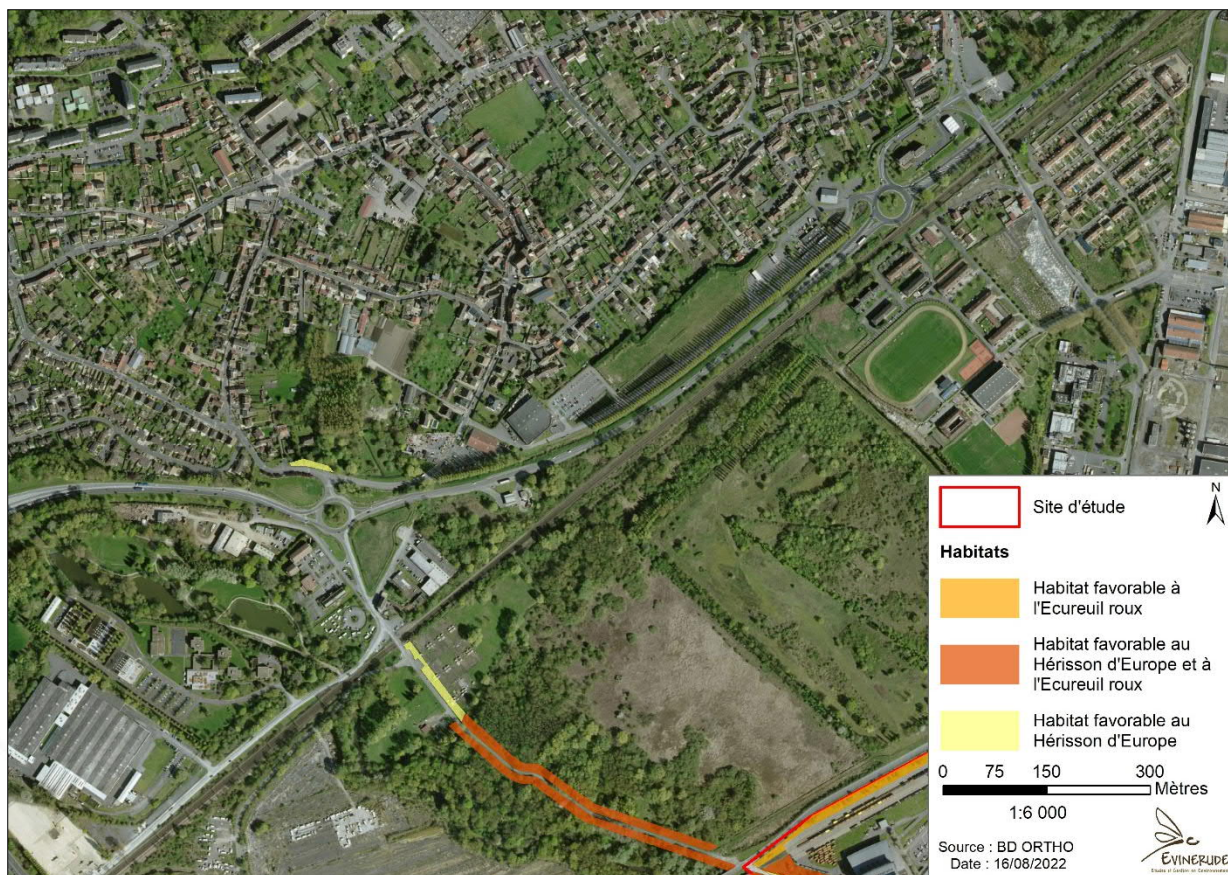 N
Site d'étude
Habitats
Habitat favorable à
l'Ecureuil roux
Habitat favorable au
Hérisson d'Europe et à
l'Ecureuil roux
Habitat favorable au
Hérisson d'Europe
0 75 150 300
Mètres
1:6 000
Source : BD ORTHO
Date : 16/08/2022
EVINERUDE